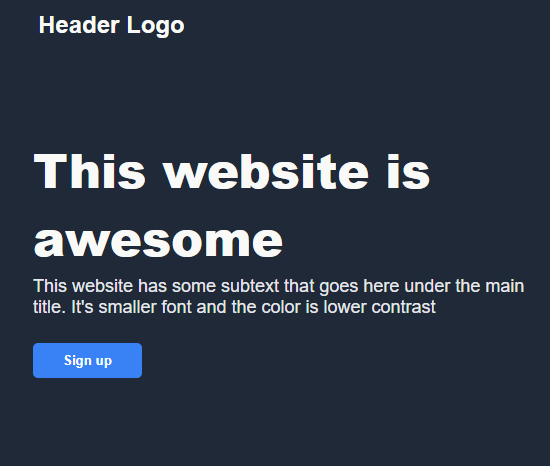 Header Logo
This website is
awesome
This website has some subtext that goes here under the main
title. It's smaller font and the color is lower contrast
Sign up